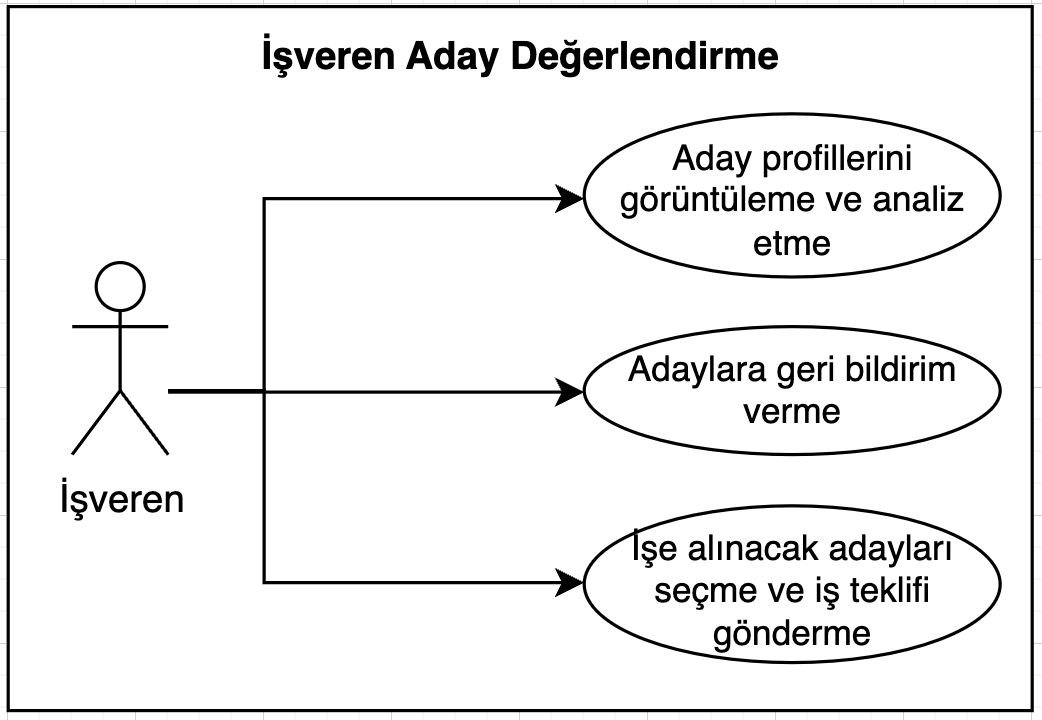 İşveren Aday Değerlendirme
Aday profillerini
görüntüleme ve analiz
etme
Adaylara geri bildirim
verme
İşveren
İşe alınacak adayları
seçme ve iş teklifi
gönderme